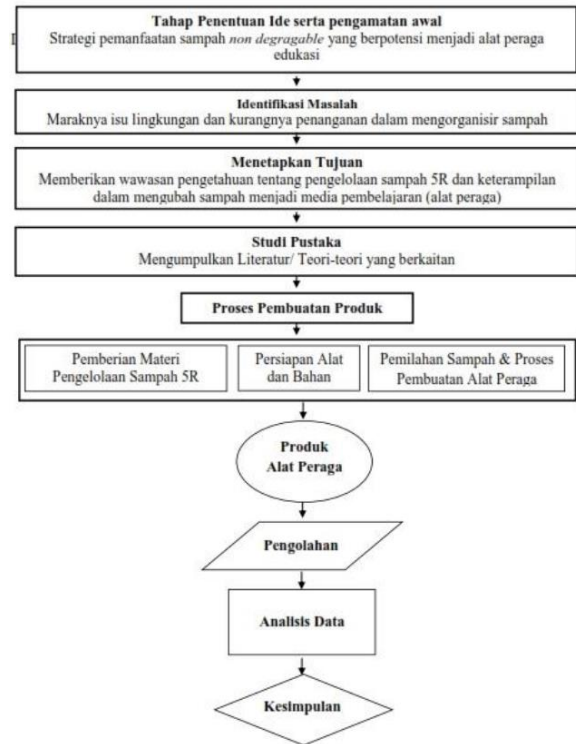 Tahap Penentuan Ide serta pengamatan awal
Strategi pemanfaatan sampah non degragable yang berpotensi menjadi alat peraga
edukasi
Identifikasi Masalah
Maraknya isu lingkungan dan kurangnya penanganan dalam mengorganisir sampah
Menetapkan Tujuan
Memberikan wawasan pengetahuan tentang pengelolaan sampah 5R dan keterampilan
dalam mengubah sampah menjadi media pembelajaran (alat peraga)
Studi Pustaka
Mengumpulkan Literatur/ Teori-teori yang berkaitan
Proses Pembuatan Produk
Pemberian Materi
Pengelolaan Sampah 5R
Persiapan Alat
dan Bahan
Pemilahan Sampah & Proses
Pembuatan Alat Peraga
Produk
Alat Peraga
Pengolahan
Analisis Data
Kesimpulan